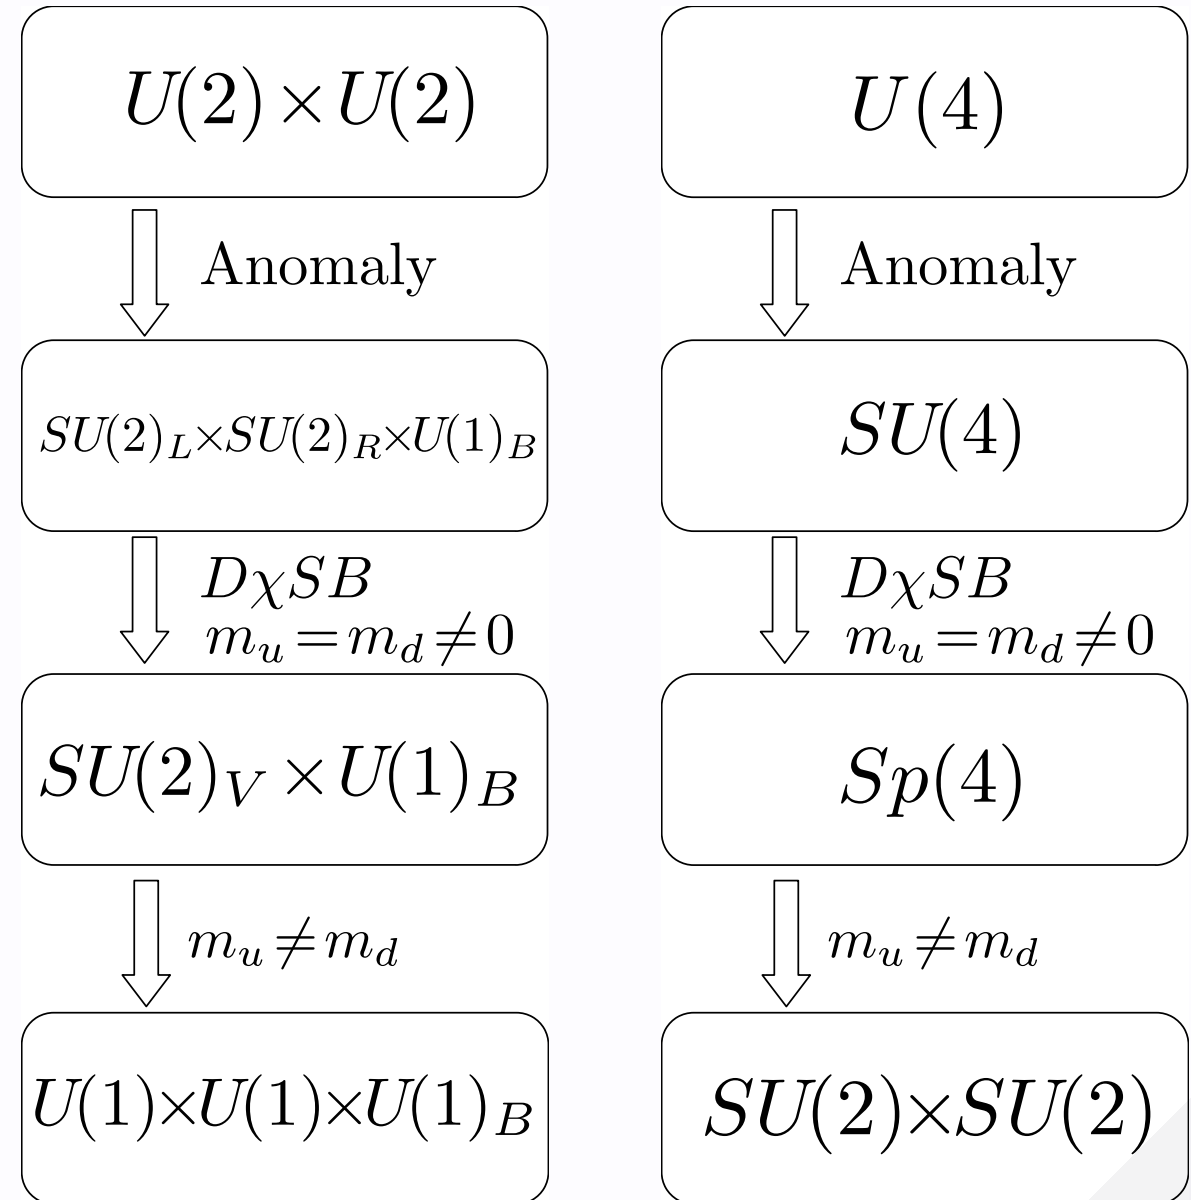 U(2) × U(2)
Anomaly
SU(2)_L×SU(2)_R×U(1)_B
DχSB
m_u = m_d ≠ 0
SU(2)_V × U(1)_B
m_u ≠ m_d
U(1)×U(1)×U(1)_B
U(4)
Anomaly
SU(4)
DχSB
m_u = m_d ≠ 0
Sp(4)
m_u ≠ m_d
SU(2)×SU(2)